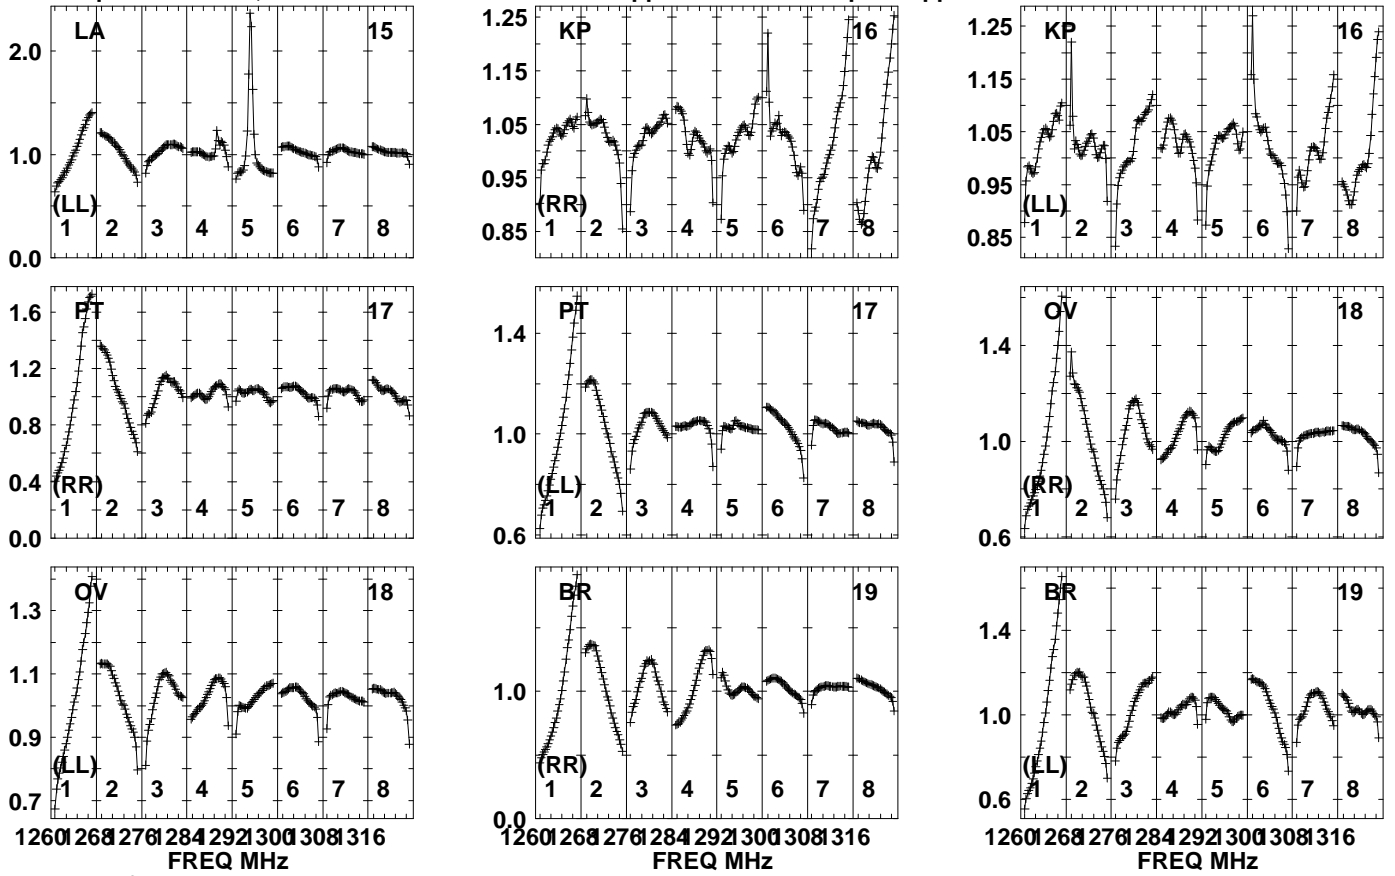 LA 15
2.0
1.0
0.0
(LL)
1 2 3 4 5 6 7 8
KP 16
1.25
1.15
1.05
0.95
0.85
(RR)
1 2 3 4 5 6 7 8
KP 16
1.25
1.15
1.05
0.95
0.85
(LL)
1 2 3 4 5 6 7 8
PT 17
1.6
1.2
0.8
0.4
0.0
(RR)
1 2 3 4 5 6 7 8
PT 17
1.4
1.0
0.6
(LL)
1 2 3 4 5 6 7 8
OV 18
1.4
1.0
0.6
(RR)
1 2 3 4 5 6 7 8
OV 18
1.3
1.1
0.9
0.7
(LL)
1 2 3 4 5 6 7 8
1260 1268 1276 1284 1292 1300 1308 1316
FREQ MHz
BR 19
1.0
0.0
(RR)
1 2 3 4 5 6 7 8
1260 1268 1276 1284 1292 1300 1308 1316
FREQ MHz
BR 19
1.4
1.0
0.6
(LL)
1 2 3 4 5 6 7 8
1260 1268 1276 1284 1292 1300 1308 1316
FREQ MHz